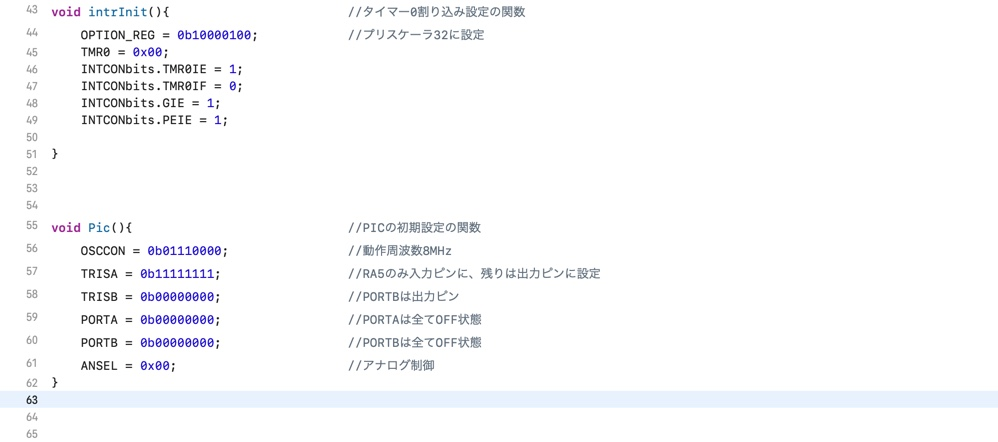 43 void intrInit(){ //タイマー0割り込み設定の関数
44 OPTION_REG = 0b10000100; //プリスケーラ32に設定
45 TMR0 = 0x00;
46 INTCONbits.TMR0IE = 1;
47 INTCONbits.TMR0IF = 0;
48 INTCONbits.GIE = 1;
49 INTCONbits.PEIE = 1;
50
51 }
52
53
54
55 void Pic(){ //PICの初期設定の関数
56 OSCCON = 0b01110000; //動作周波数8MHz
57 TRISA = 0b11111111; //RA5のみ入力ピンに、残りは出力ピンに設定
58 TRISB = 0b00000000; //PORTBは出力ピン
59 PORTA = 0b00000000; //PORTAは全てOFF状態
60 PORTB = 0b00000000; //PORTBは全てOFF状態
61 ANSEL = 0x00; //アナログ制御
62 }
63
64
65